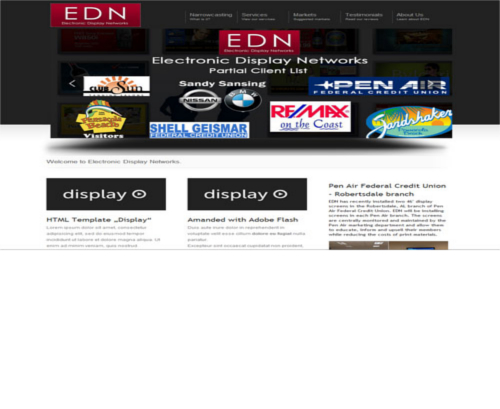 EDN
Electronic Display Networks
Narrowcasting
Services
Markets
Testimonials
About Us
What is it?
View our services
Suggested markets
Read our reviews
Learn about EDN
EDN
Electronic Display Networks
Electronic Display Networks
Partial Client List
Sandy Sansing
CLUB Sun
NISSAN
BMW
PEN AIR
FEDERAL CREDIT UNION
Pensacola Beach
Visitors
SHELL GEISMAR
FEDERAL CREDIT UNION
RE/MAX
on the Coast
Sandshaker
Welcome to Electronic Display Networks
display
display
Pen Air Federal Credit Union
- Robertsdale branch
HTML Template „Display“
Lorem ipsum dolor sit amet, consectetur
adipisicing elit, sed do eiusmod tempor
incididunt ut labore et dolore magna aliqua. Ut
enim ad minim veniam, quis nostrud
Amanded with Adobe Flash
Duis aute irure dolor in reprehenderit in
voluptate velit esse cillum dolore eu fugiat nulla
pariatur.
Excepteur sint occaecat cupidatat non proident,
EDN has recently installed two 46" display
screens in the Robertsdale, AL branch of Pen
Air Federal Credit Union. EDN will be installing
screens in each Pen Air branch. The screens
are centrally monitored and maintained by the
Pen Air marketing department and allow them
to educate, inform and upsell their members
while reducing the costs of print materials.